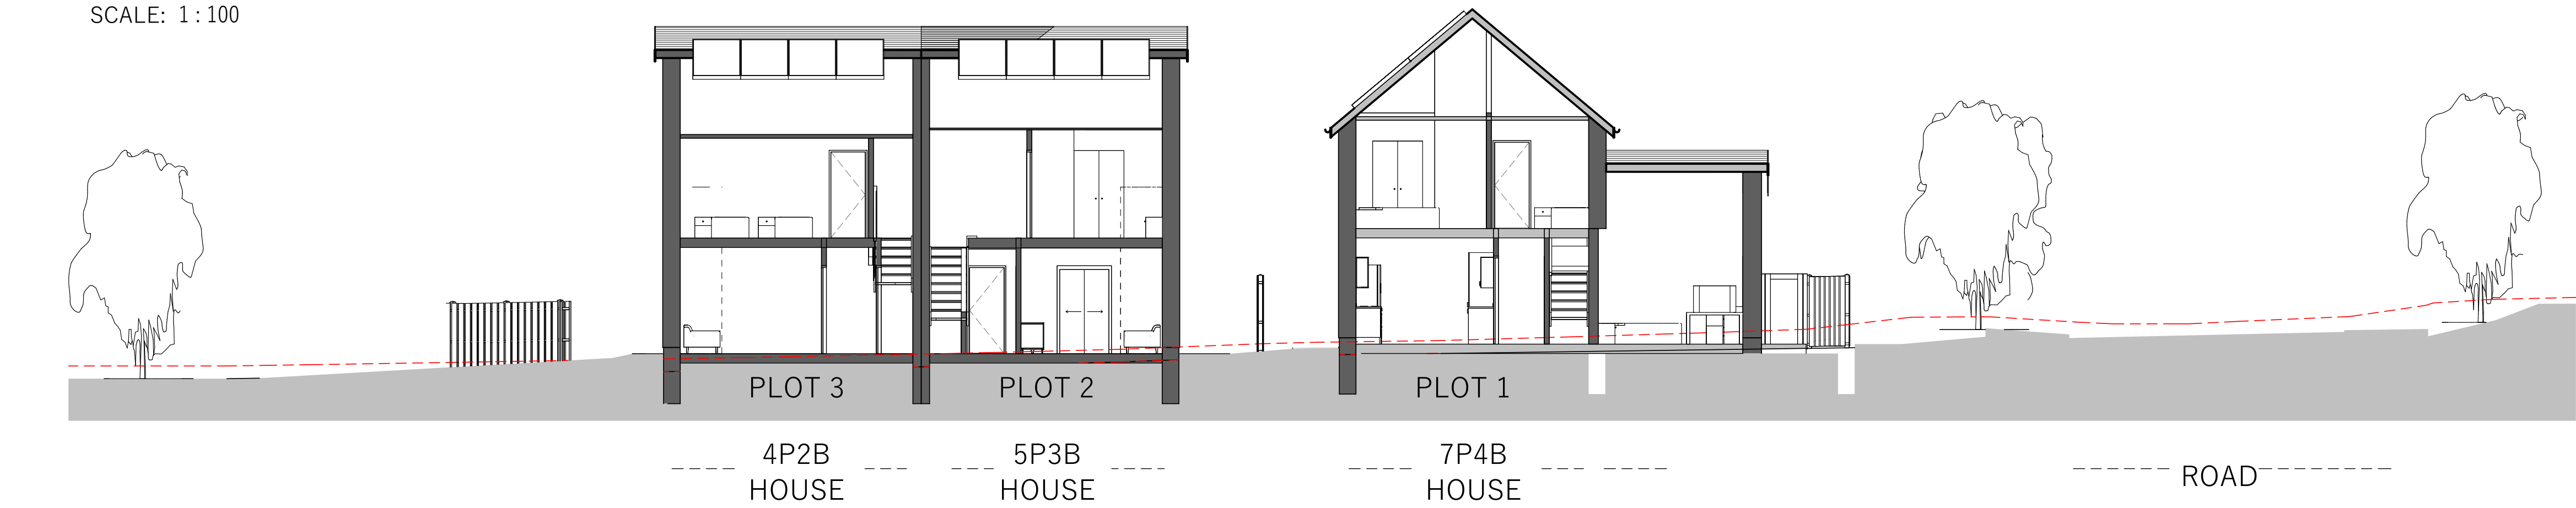 SCALE: 1 : 100
PLOT 3
PLOT 2
PLOT 1
4P2B
HOUSE
5P3B
HOUSE
7P4B
HOUSE
ROAD